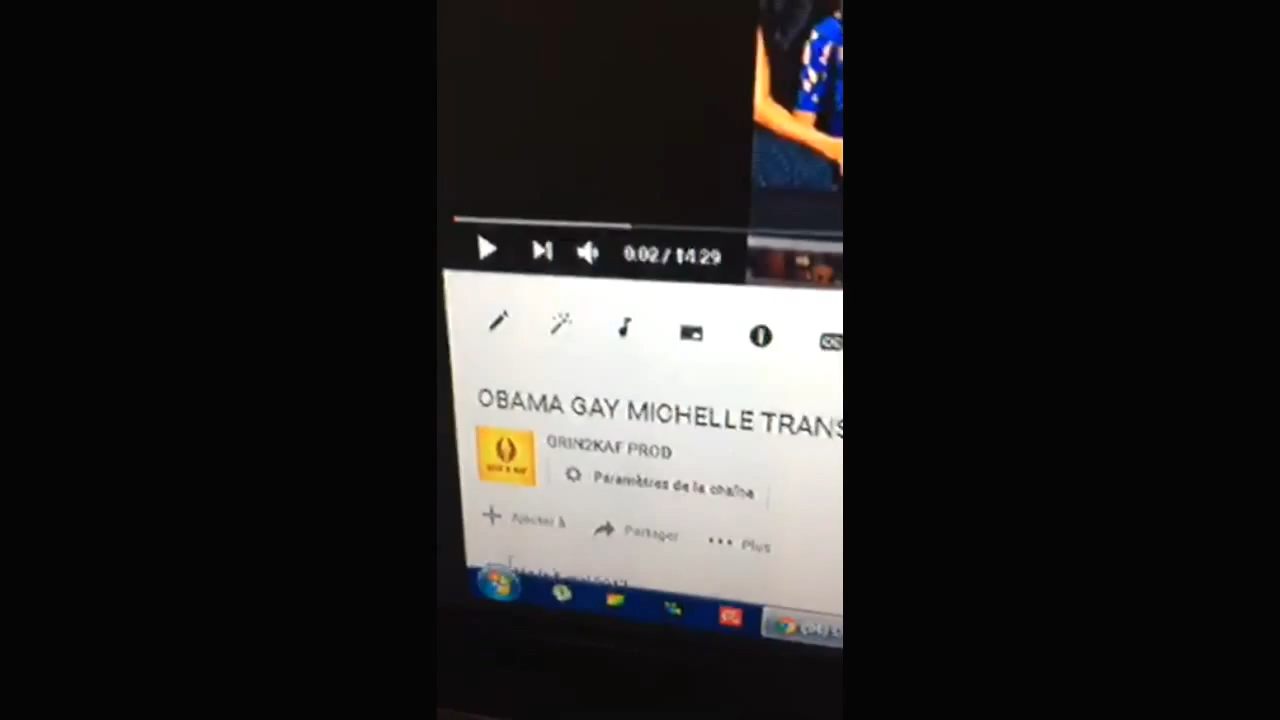 0:02 / 14:29
OBAMA GAY MICHELLE TRANS
GRIN2KAF PROD
Paramètres de la chaîne
Ajouter à
Partager
Plus